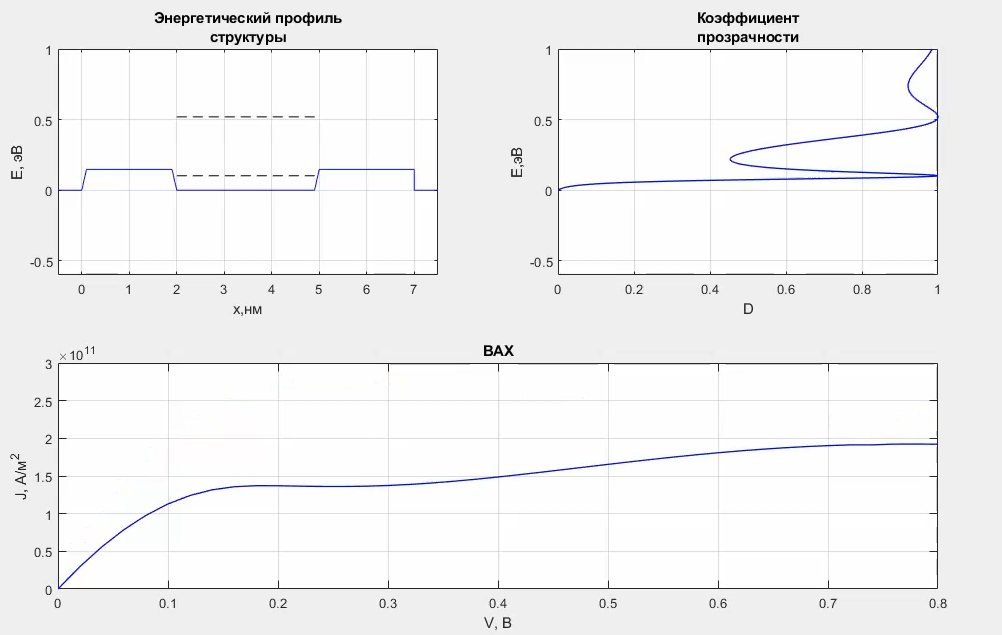 Энергетический профиль
структуры
Коэффициент
прозрачности
1
0.5
0
-0.5
E, эВ
0 1 2 3 4 5 6 7
x,нм
1
0.5
0
-0.5
E,эВ
0 0.2 0.4 0.6 0.8 1
D
ВАХ
×10^11
3
2.5
2
1.5
1
0.5
0
J, А/м^2
0 0.1 0.2 0.3 0.4 0.5 0.6 0.7 0.8
V, В